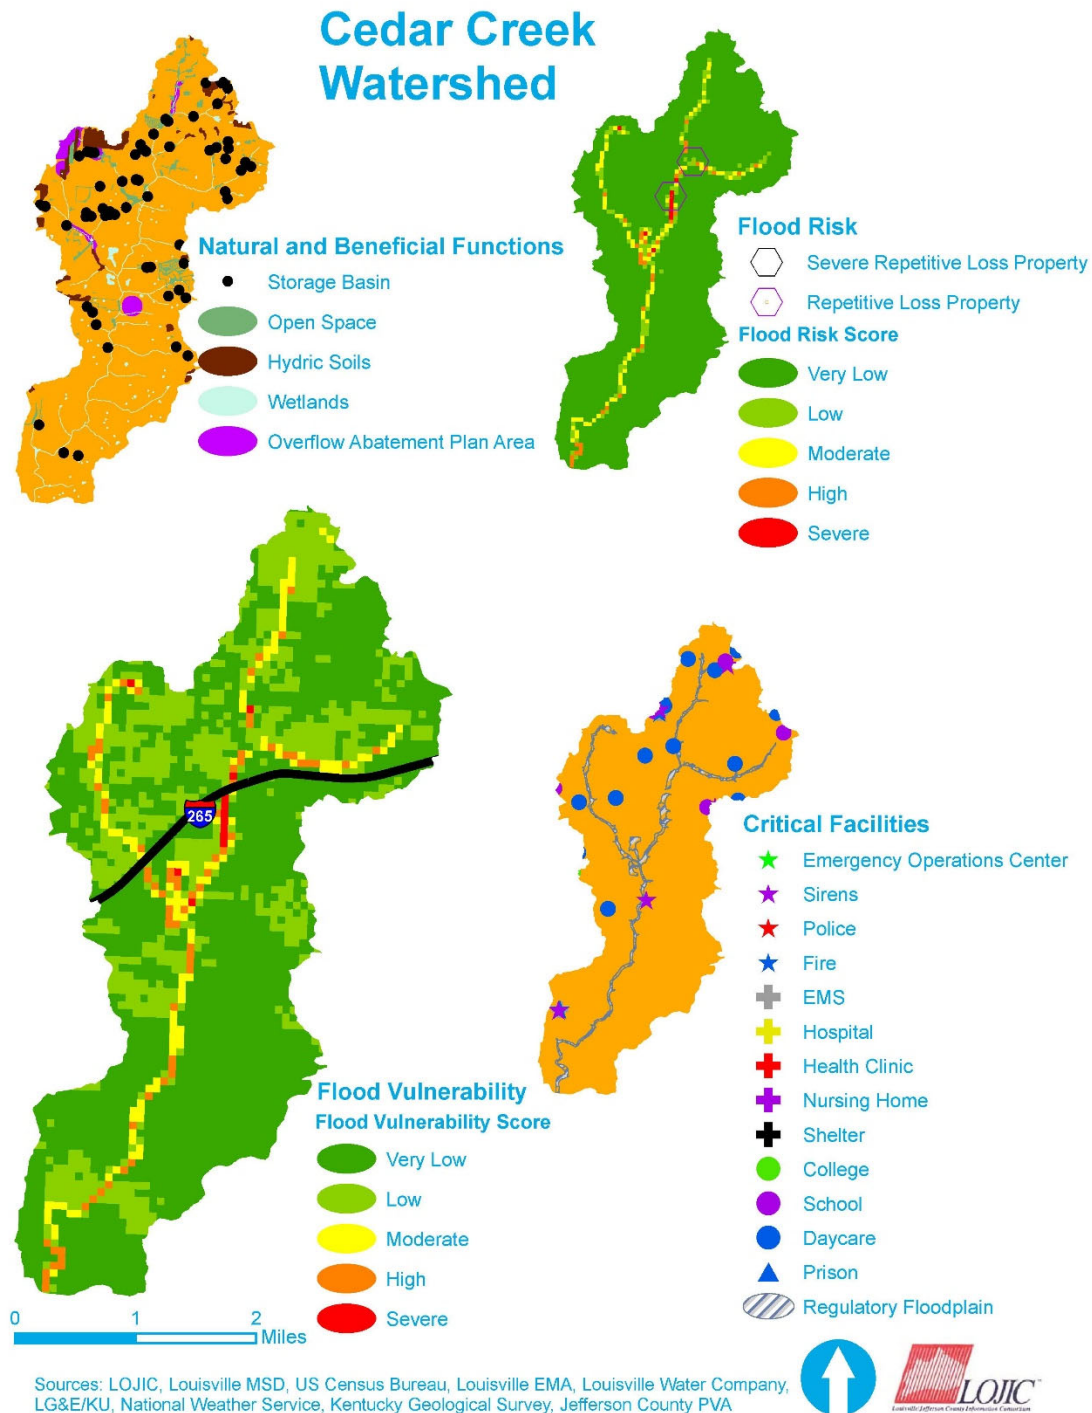 Cedar Creek
Watershed
Natural and Beneficial Functions
Storage Basin
Open Space
Hydric Soils
Wetlands
Overflow Abatement Plan Area
Flood Risk
Severe Repetitive Loss Property
Repetitive Loss Property
Flood Risk Score
Very Low
Low
Moderate
High
Severe
265
Flood Vulnerability
Flood Vulnerability Score
Very Low
Low
Moderate
High
Severe
0 1 2
Miles
Critical Facilities
Emergency Operations Center
Sirens
Police
Fire
EMS
Hospital
Health Clinic
Nursing Home
Shelter
College
School
Daycare
Prison
Regulatory Floodplain
Sources: LOJIC, Louisville MSD, US Census Bureau, Louisville EMA, Louisville Water Company,
LG&E/KU, National Weather Service, Kentucky Geological Survey, Jefferson County PVA
LOJIC
Louisville/Jefferson County Information Consortium